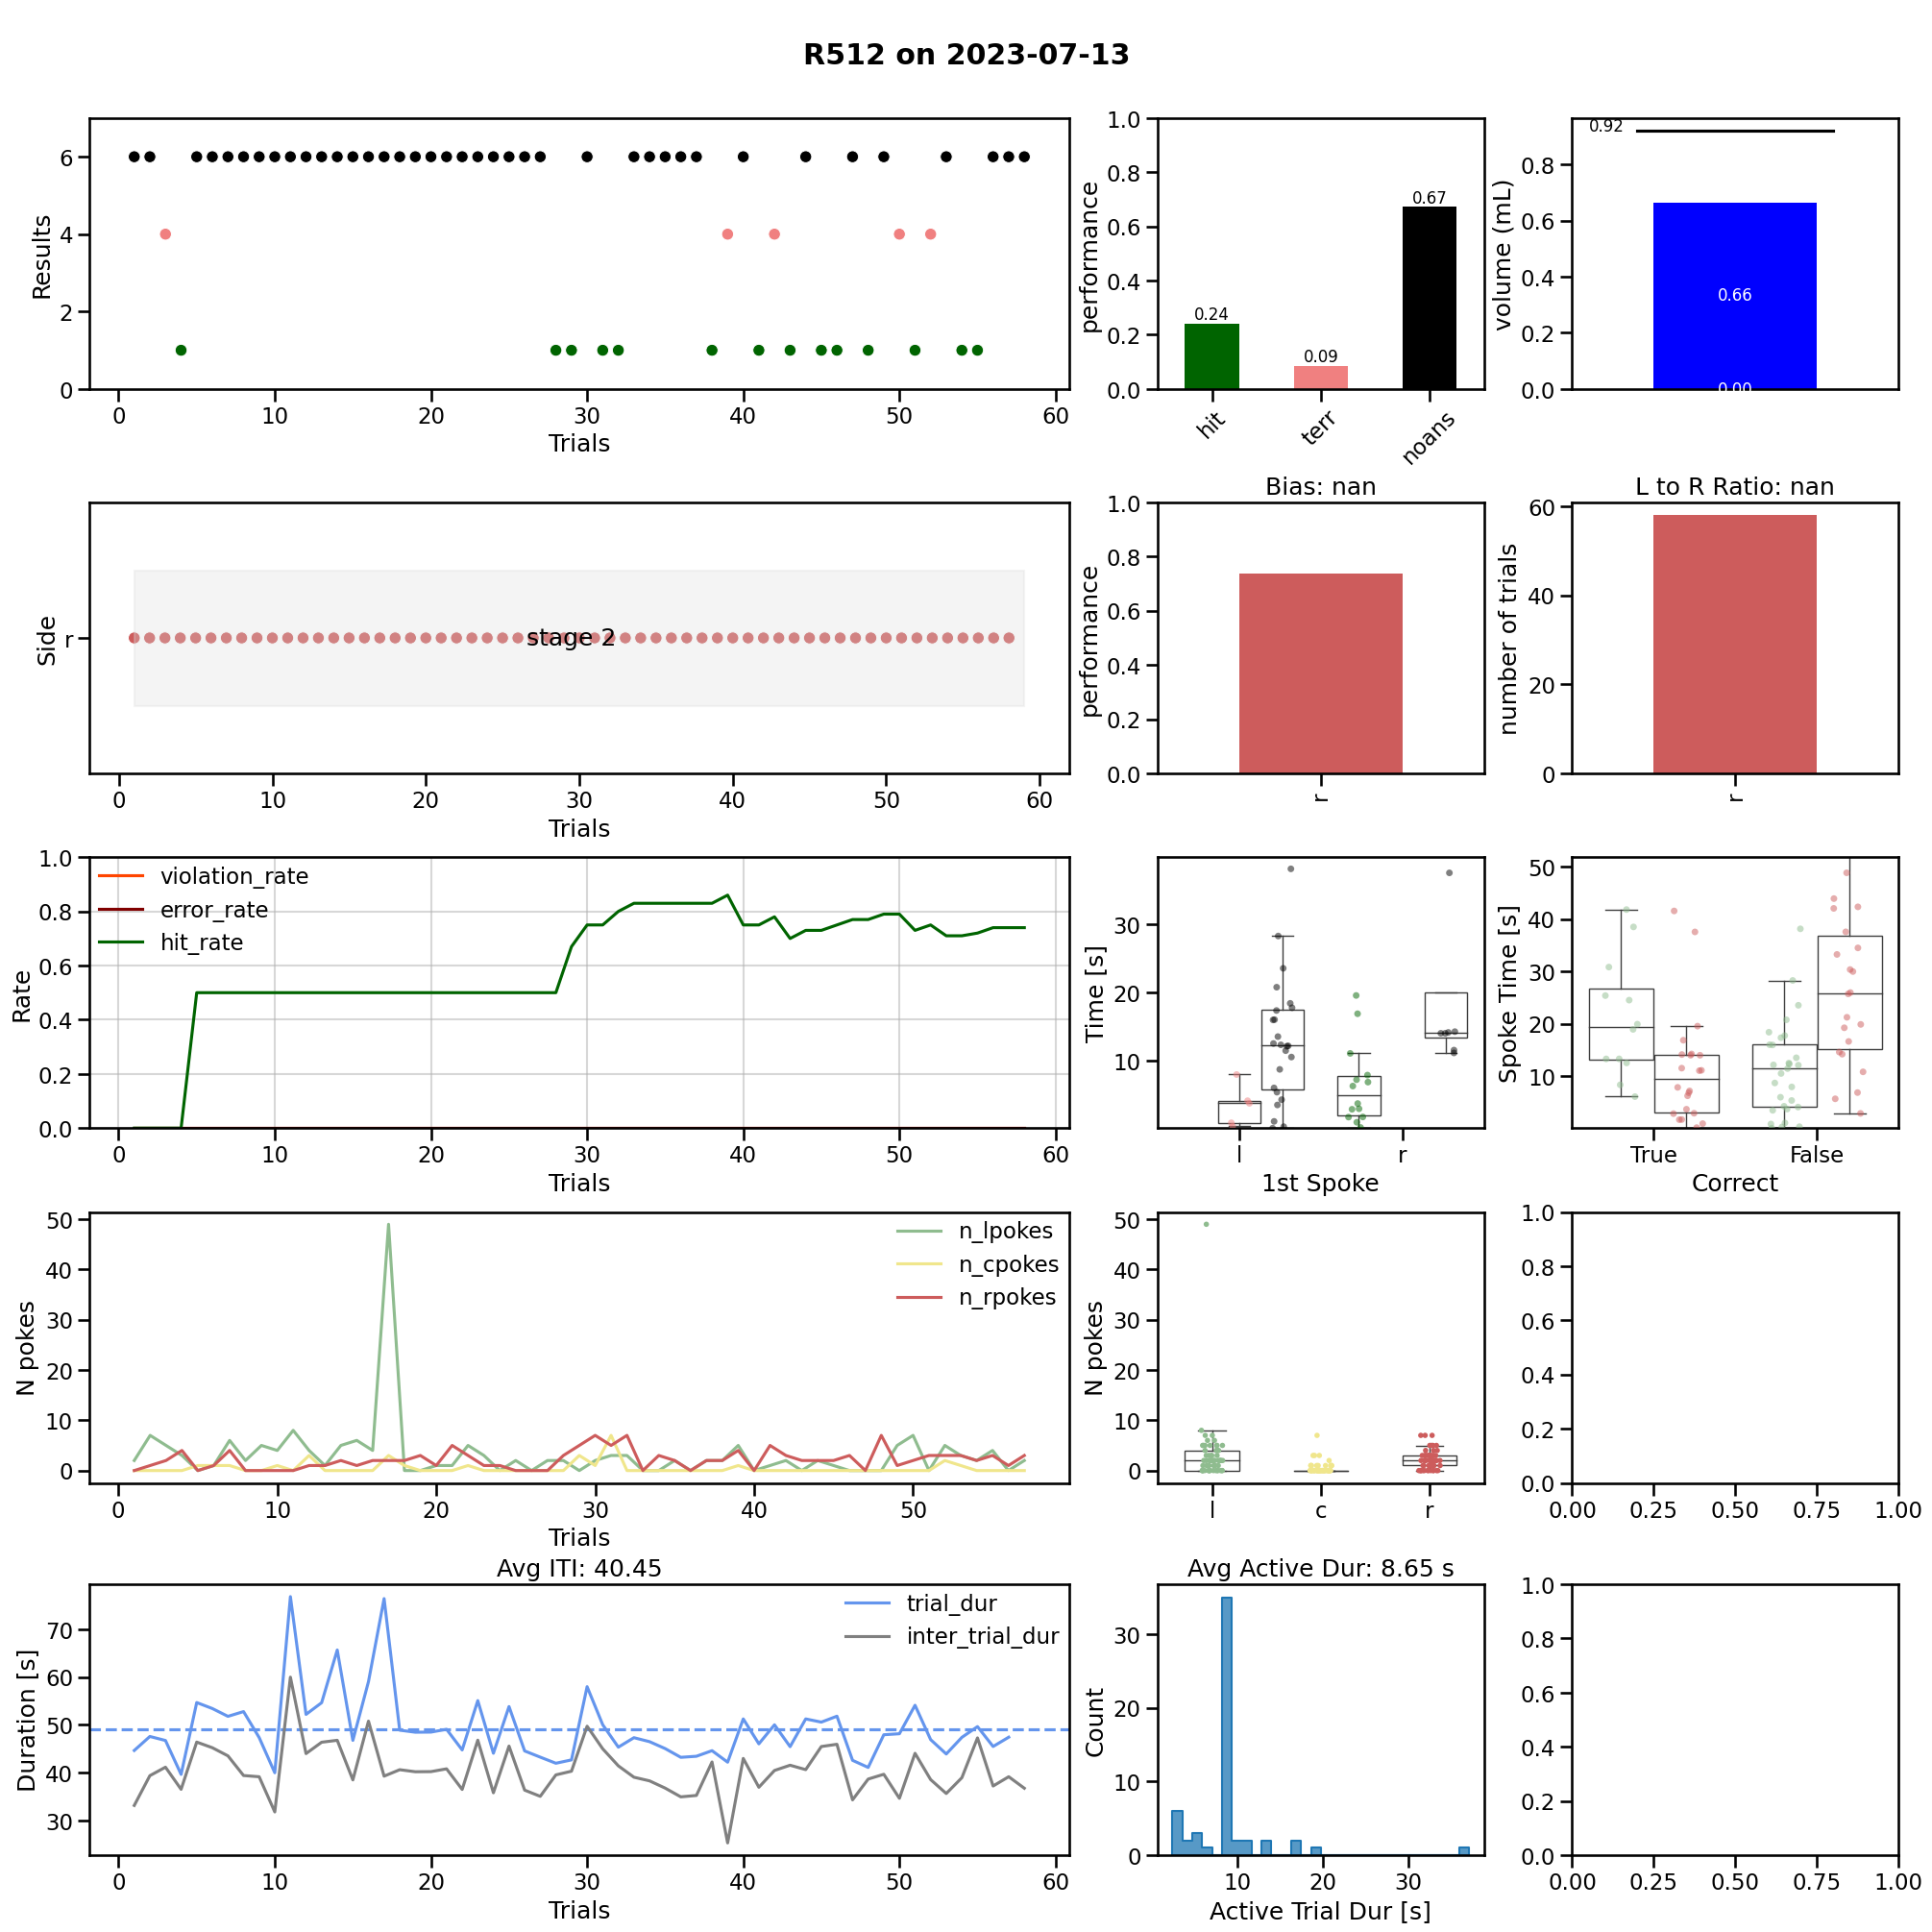 R512 on 2023-07-13
Results
6
4
2
0
0 10 20 30 40 50 60
Trials
performance
1.0
0.8
0.6
0.4
0.2
0.0
0.24
0.09
0.67
hit terr noans
volume (mL)
0.8
0.6
0.4
0.2
0.0
0.92
0.66
0.00
Side
r
stage 2
0 10 20 30 40 50 60
Trials
Bias: nan
performance
1.0
0.8
0.6
0.4
0.2
0.0
r
L to R Ratio: nan
number of trials
60
40
20
0
r
Rate
1.0
0.8
0.6
0.4
0.2
0.0
violation_rate
error_rate
hit_rate
0 10 20 30 40 50 60
Trials
Time [s]
30
20
10
l r
1st Spoke
Spoke Time [s]
50
40
30
20
10
True False
Correct
N pokes
50
40
30
20
10
0
n_lpokes
n_cpokes
n_rpokes
0 10 20 30 40 50
Trials
N pokes
50
40
30
20
10
0
l c r
1.0
0.8
0.6
0.4
0.2
0.0
0.00 0.25 0.50 0.75 1.00
Avg ITI: 40.45
Duration [s]
70
60
50
40
30
trial_dur
inter_trial_dur
0 10 20 30 40 50 60
Trials
Avg Active Dur: 8.65 s
Count
30
20
10
0
10 20 30
Active Trial Dur [s]
1.0
0.8
0.6
0.4
0.2
0.0
0.00 0.25 0.50 0.75 1.00